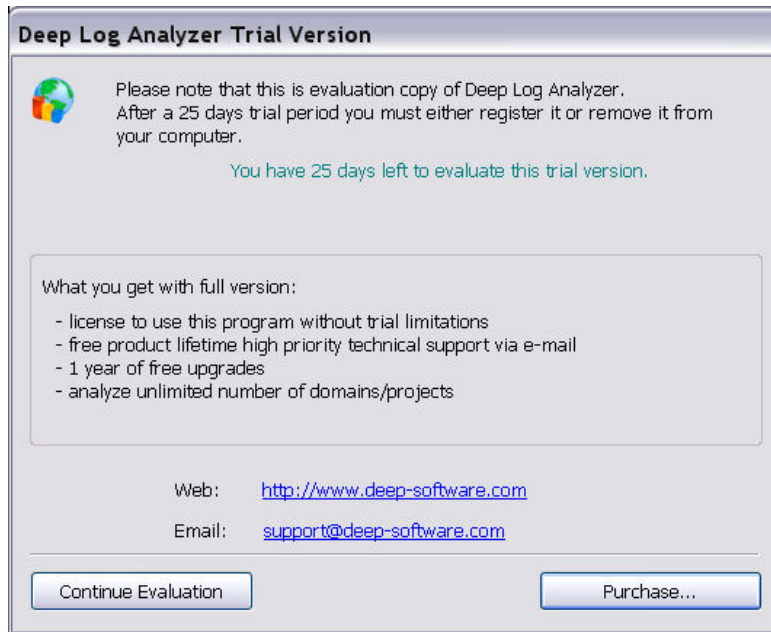 Deep Log Analyzer Trial Version
Please note that this is evaluation copy of Deep Log Analyzer.
After a 25 days trial period you must either register it or remove it from
your computer.
You have 25 days left to evaluate this trial version.
What you get with full version:
- license to use this program without trial limitations
- free product lifetime high priority technical support via e-mail
- 1 year of free upgrades
- analyze unlimited number of domains/projects
Web: http://www.deep-software.com
Email: support@deep-software.com
Continue Evaluation
Purchase...